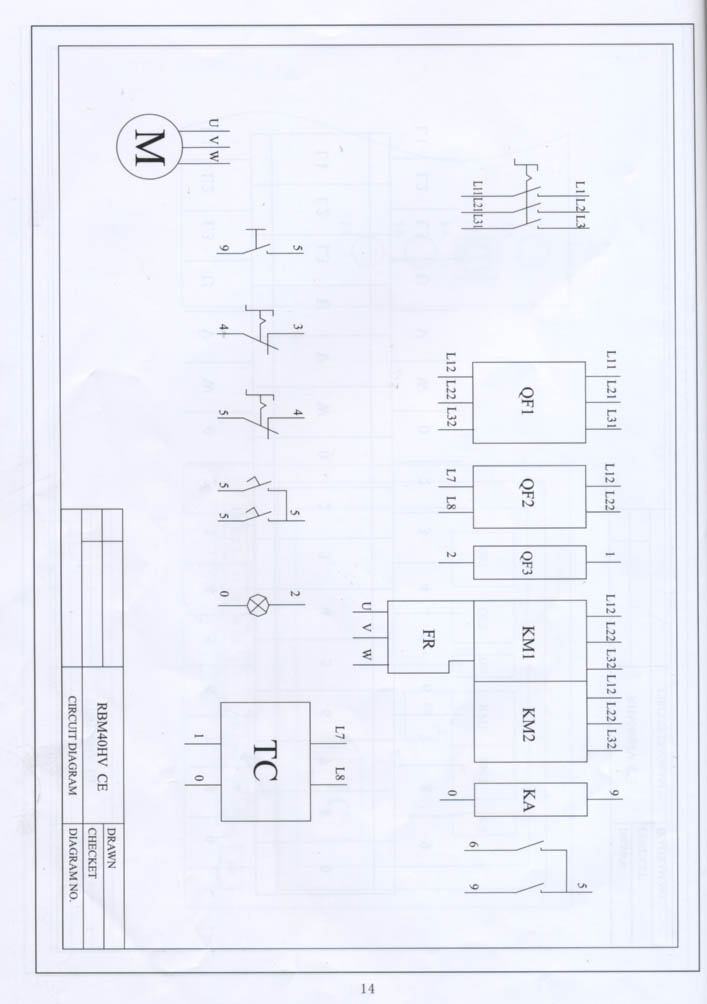 L1 L2 L3
L11 L21 L31
L11 L21 L31
QF1
L12 L22 L32
L12 L22
QF2
L7 L8
1
QF3
2
L12 L22 L32 L12 L22 L32
KM1 KM2
FR
U V W
9
KA
0
5
6 9
U V W
M
5
9
3
4
4
5
5
5 5
2
0
L7 L8
TC
1 0
RBM40HV CE
CIRCUIT DIAGRAM
DRAWN
CHECKET
DIAGRAM NO.
14